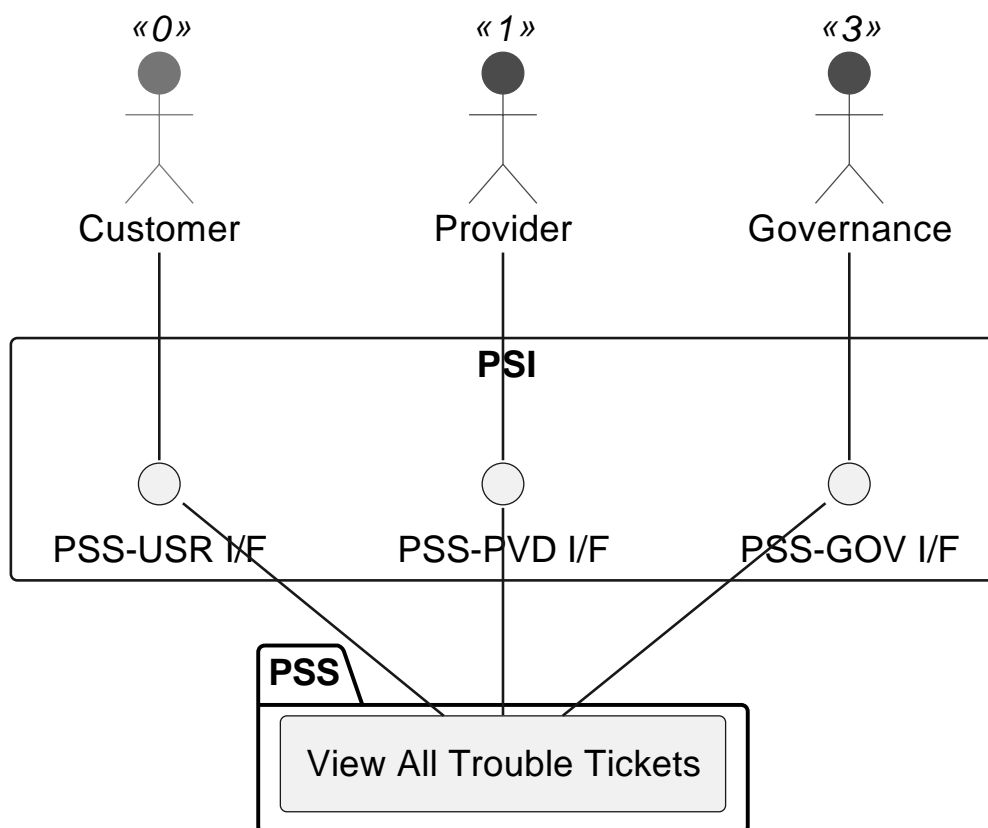 «0» «1» «3»
Customer Provider Governance
PSI
PSS-USR I/F PSS-PVD I/F PSS-GOV I/F
PSS
View All Trouble Tickets